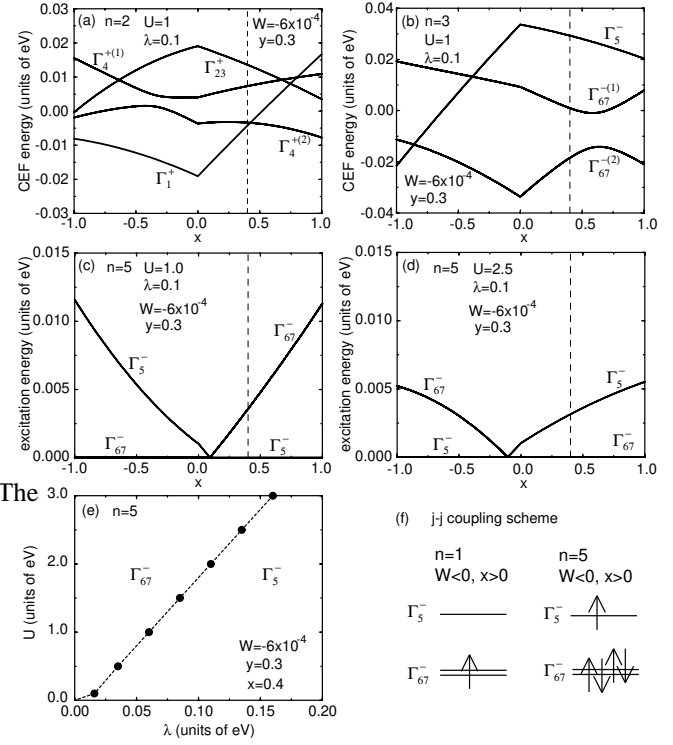 (a) n=2 U=1 W=-6x10⁻⁴
λ=0.1 y=0.3
Γ₄⁺⁽¹⁾ Γ₂₃⁺
Γ₄⁺⁽²⁾
Γ₁⁺
CEF energy (units of eV)
0.04
0.03
0.02
0.01
0.00
-0.01
-0.02
-0.03
-1.0 -0.5 0.0 0.5 1.0
x
(b) n=3
U=1
λ=0.1
Γ₅⁻
Γ₆₇⁻⁽¹⁾
Γ₆₇⁻⁽²⁾
W=-6x10⁻⁴
y=0.3
CEF energy (units of eV)
0.04
0.02
0.00
-0.02
-0.04
-1.0 -0.5 0.0 0.5 1.0
x
(c) n=5 U=1.0
λ=0.1
W=-6x10⁻⁴
y=0.3
Γ₆₇⁻
Γ₅⁻
Γ₆₇⁻ Γ₅⁻
excitation energy (units of eV)
0.015
0.010
0.005
0.000
-1.0 -0.5 0.0 0.5 1.0
x
(d) n=5 U=2.5
λ=0.1
W=-6x10⁻⁴
y=0.3
Γ₆₇⁻ Γ₅⁻
Γ₅⁻ Γ₆₇⁻
excitation energy (units of eV)
0.015
0.010
0.005
0.000
-1.0 -0.5 0.0 0.5 1.0
x
The
(e) n=5
Γ₆₇⁻ Γ₅⁻
W=-6x10⁻⁴
y=0.3
x=0.4
U (units of eV)
3.0
2.0
1.0
0.0
0.00 0.05 0.10 0.15 0.20
λ (units of eV)
(f) j-j coupling scheme
n=1 n=5
W<0, x>0 W<0, x>0
Γ₅⁻ Γ₅⁻
Γ₆₇⁻ Γ₆₇⁻